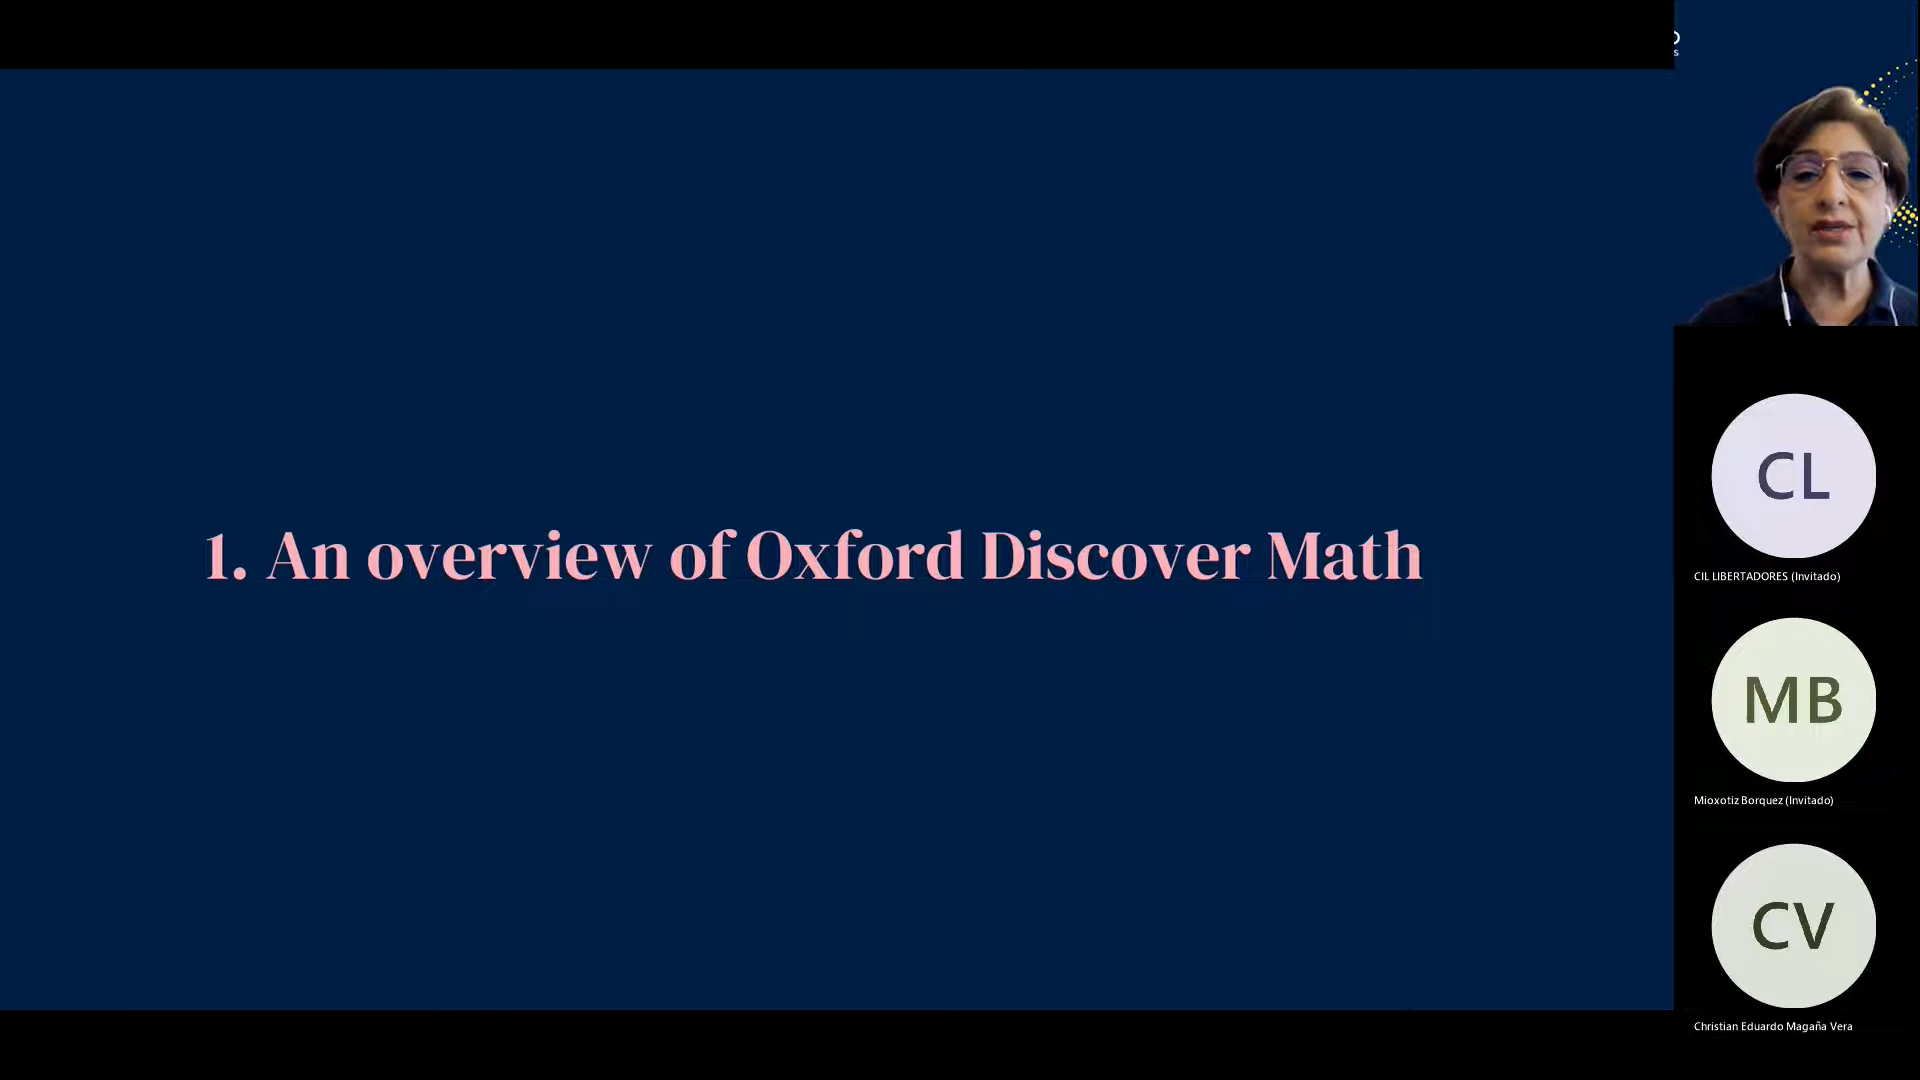 1. An overview of Oxford Discover Math
CL
CIL LIBERTADORES (Invitado)
MB
Mioxotiz Borquez (Invitado)
CV
Christian Eduardo Magaña Vera